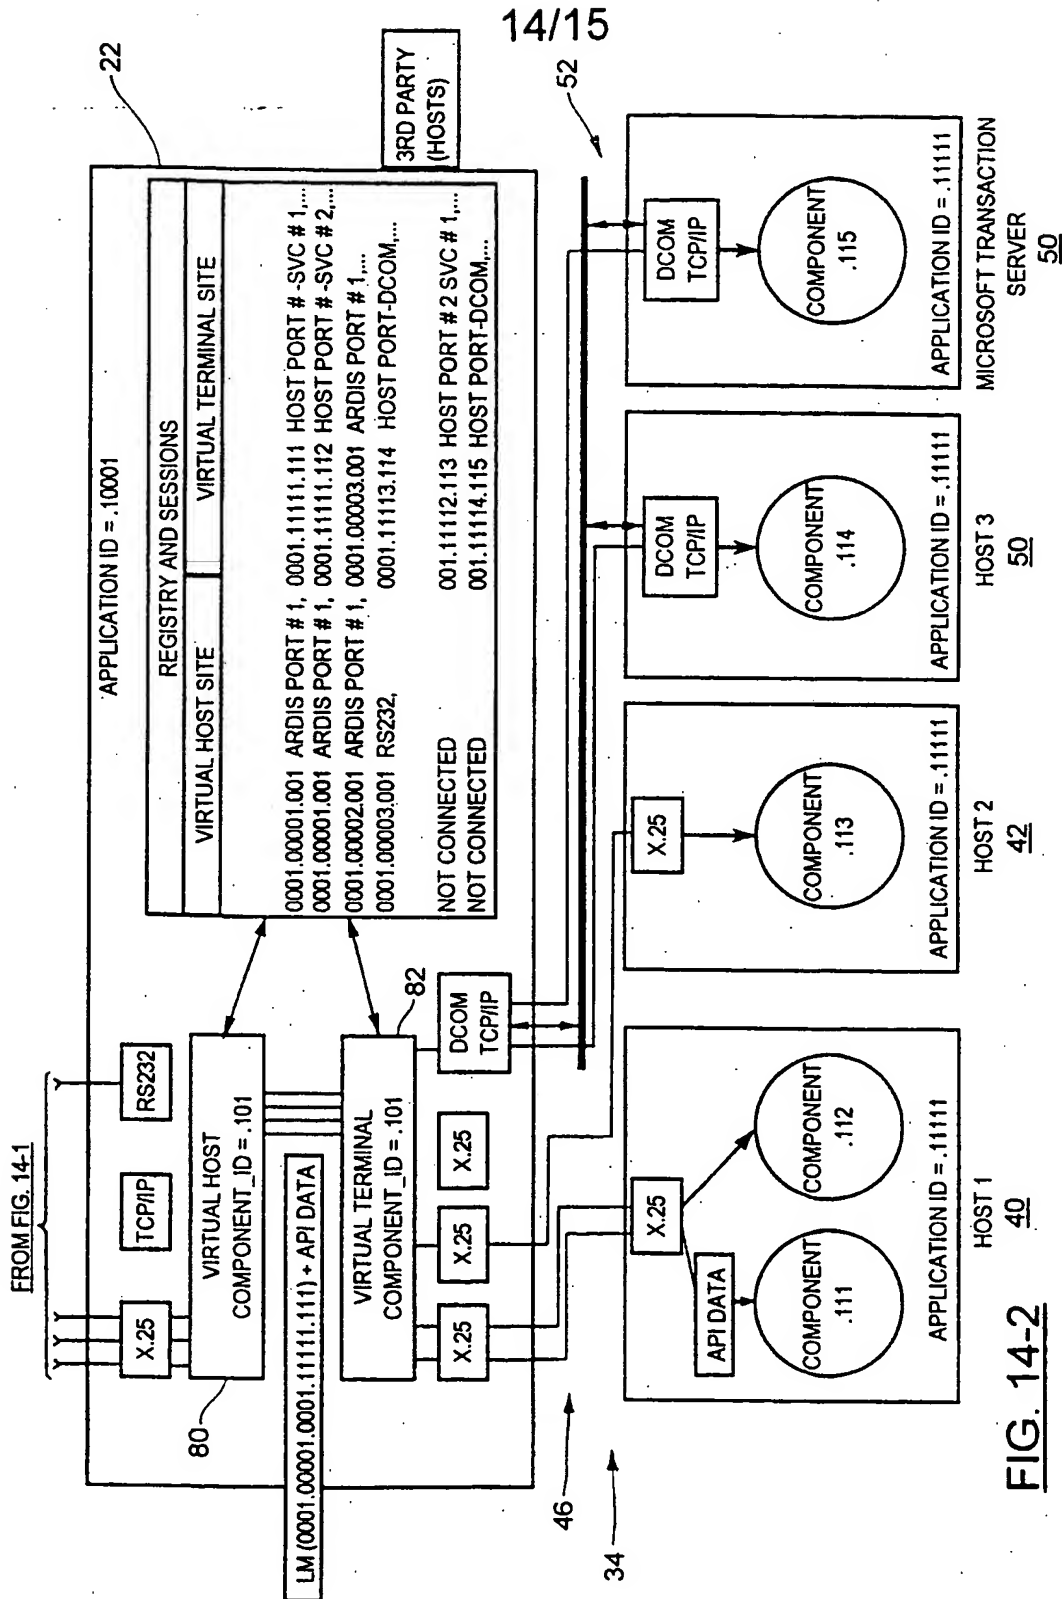 14/15
FROM FIG. 14-1
22
APPLICATION ID = .10001
X.25
TCP/IP
RS232
80
VIRTUAL HOST
COMPONENT_ID = .101
LM (0001.00001.0001.11111.111) + API DATA
VIRTUAL TERMINAL
COMPONENT_ID = .101
82
X.25
X.25
X.25
DCOM
TCP/IP
REGISTRY AND SESSIONS
VIRTUAL HOST SITE
VIRTUAL TERMINAL SITE
0001.00001.001 ARDIS PORT # 1, 0001.11111.111 HOST PORT # -SVC # 1,...
0001.00001.001 ARDIS PORT # 1, 0001.11111.112 HOST PORT # -SVC # 2,...
0001.00002.001 ARDIS PORT # 1, 0001.00003.001 ARDIS PORT # 1,...
0001.00003.001 RS232, 0001.11113.114 HOST PORT-DCOM,...
NOT CONNECTED 001.11112.113 HOST PORT # 2 SVC # 1,...
NOT CONNECTED 001.11114.115 HOST PORT-DCOM,...
3RD PARTY
(HOSTS)
46
34
52
X.25
API DATA
COMPONENT
.111
COMPONENT
.112
APPLICATION ID = .11111
HOST 1
40
X.25
COMPONENT
.113
APPLICATION ID = .11111
HOST 2
42
DCOM
TCP/IP
COMPONENT
.114
APPLICATION ID = .11111
HOST 3
50
DCOM
TCP/IP
COMPONENT
.115
APPLICATION ID = .11111
MICROSOFT TRANSACTION
SERVER
50
FIG. 14-2